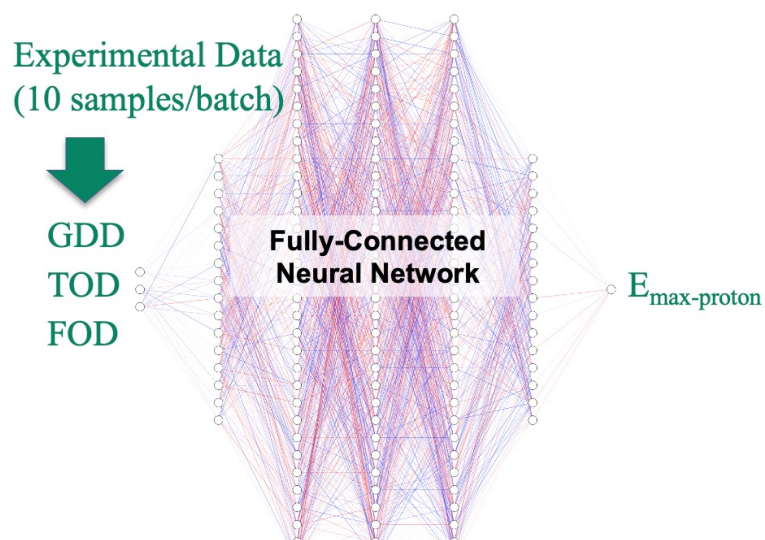 Experimental Data
(10 samples/batch)
GDD
TOD
FOD
Fully-Connected
Neural Network
Emax-proton